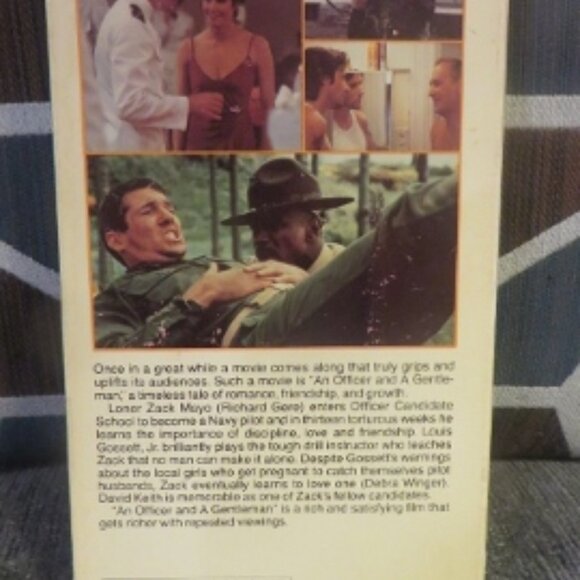 Once in a great while a movie comes along that truly grips and
uplifts its audiences. Such a movie is "An Officer and A Gentle-
man," a timeless tale of romance, friendship, and growth.
Loner Zack Mayo (Richard Gere) enters Officer Candidate
School to become a Navy pilot and in thirteen torturous weeks he
learns the importance of discipline, love and friendship. Louis
Gossett, Jr. brilliantly plays the tough drill instructor who teaches
Zack that no man can make it alone. Despite Gossett's warnings
about the local girls who get pregnant to catch themselves pilot
husbands, Zack eventually learns to love one (Debra Winger).
David Keith is memorable as one of Zack's fellow candidates.
"An Officer and A Gentleman" is a rich and satisfying film that
gets richer with repeated viewings.